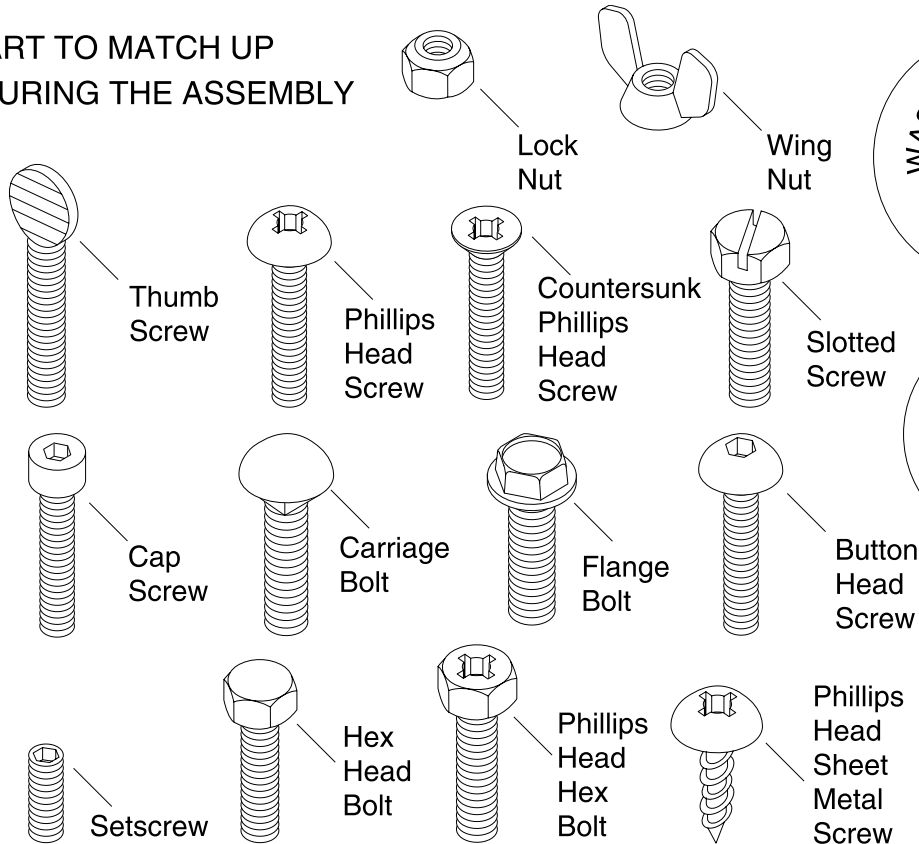 ART TO MATCH UP
URING THE ASSEMBLY
Lock
Nut
Wing
Nut
Thumb
Screw
Phillips
Head
Screw
Countersunk
Phillips
Head
Screw
Slotted
Screw
Cap
Screw
Carriage
Bolt
Flange
Bolt
Button
Head
Screw
Setscrew
Hex
Head
Bolt
Phillips
Head
Hex
Bolt
Phillips
Head
Sheet
Metal
Screw